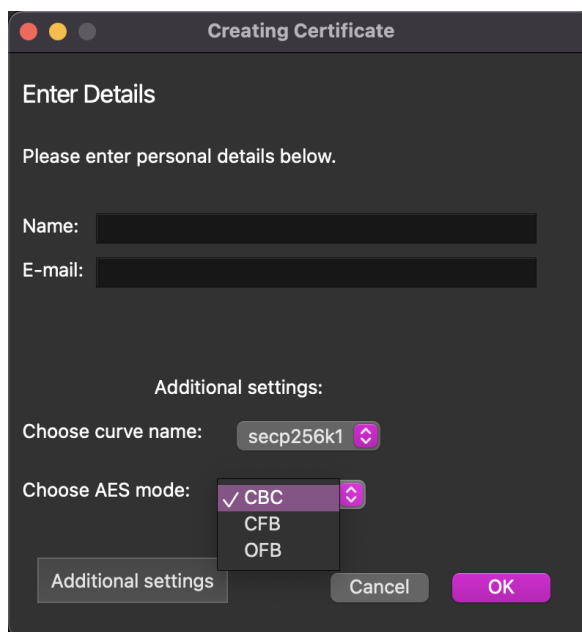 Creating Certificate
Enter Details
Please enter personal details below.
Name:
E-mail:
Additional settings:
Choose curve name: secp256k1
Choose AES mode: ✓ CBC
CFB
OFB
Additional settings Cancel OK